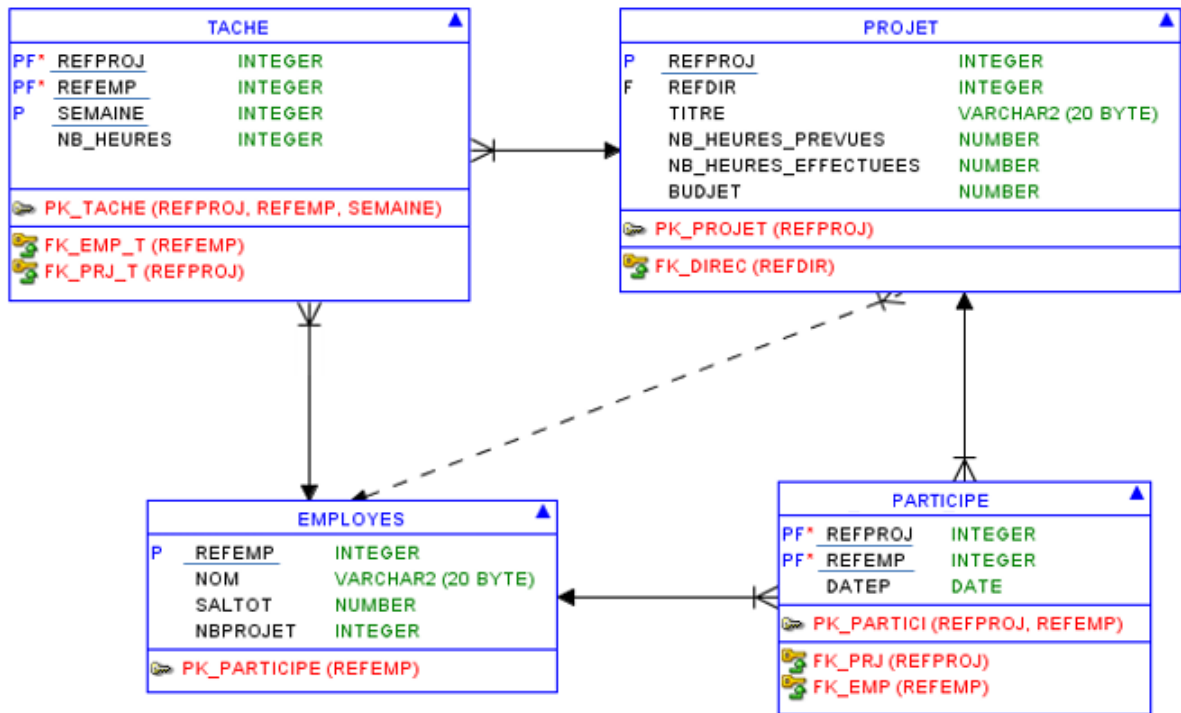 TACHE
PF* REFPROJ INTEGER
PF* REFEMP INTEGER
P SEMAINE INTEGER
NB_HEURES INTEGER
PK_TACHE (REFPROJ, REFEMP, SEMAINE)
FK_EMP_T (REFEMP)
FK_PRJ_T (REFPROJ)
PROJET
P REFPROJ INTEGER
F REFDIR INTEGER
TITRE VARCHAR2 (20 BYTE)
NB_HEURES_PREVUES NUMBER
NB_HEURES_EFFECTUEES NUMBER
BUDJET NUMBER
PK_PROJET (REFPROJ)
FK_DIREC (REFDIR)
EMPLOYES
P REFEMP INTEGER
NOM VARCHAR2 (20 BYTE)
SALTOT NUMBER
NBPROJET INTEGER
PK_PARTICIPE (REFEMP)
PARTICIPE
PF* REFPROJ INTEGER
PF* REFEMP INTEGER
DATEP DATE
PK_PARTICI (REFPROJ, REFEMP)
FK_PRJ (REFPROJ)
FK_EMP (REFEMP)